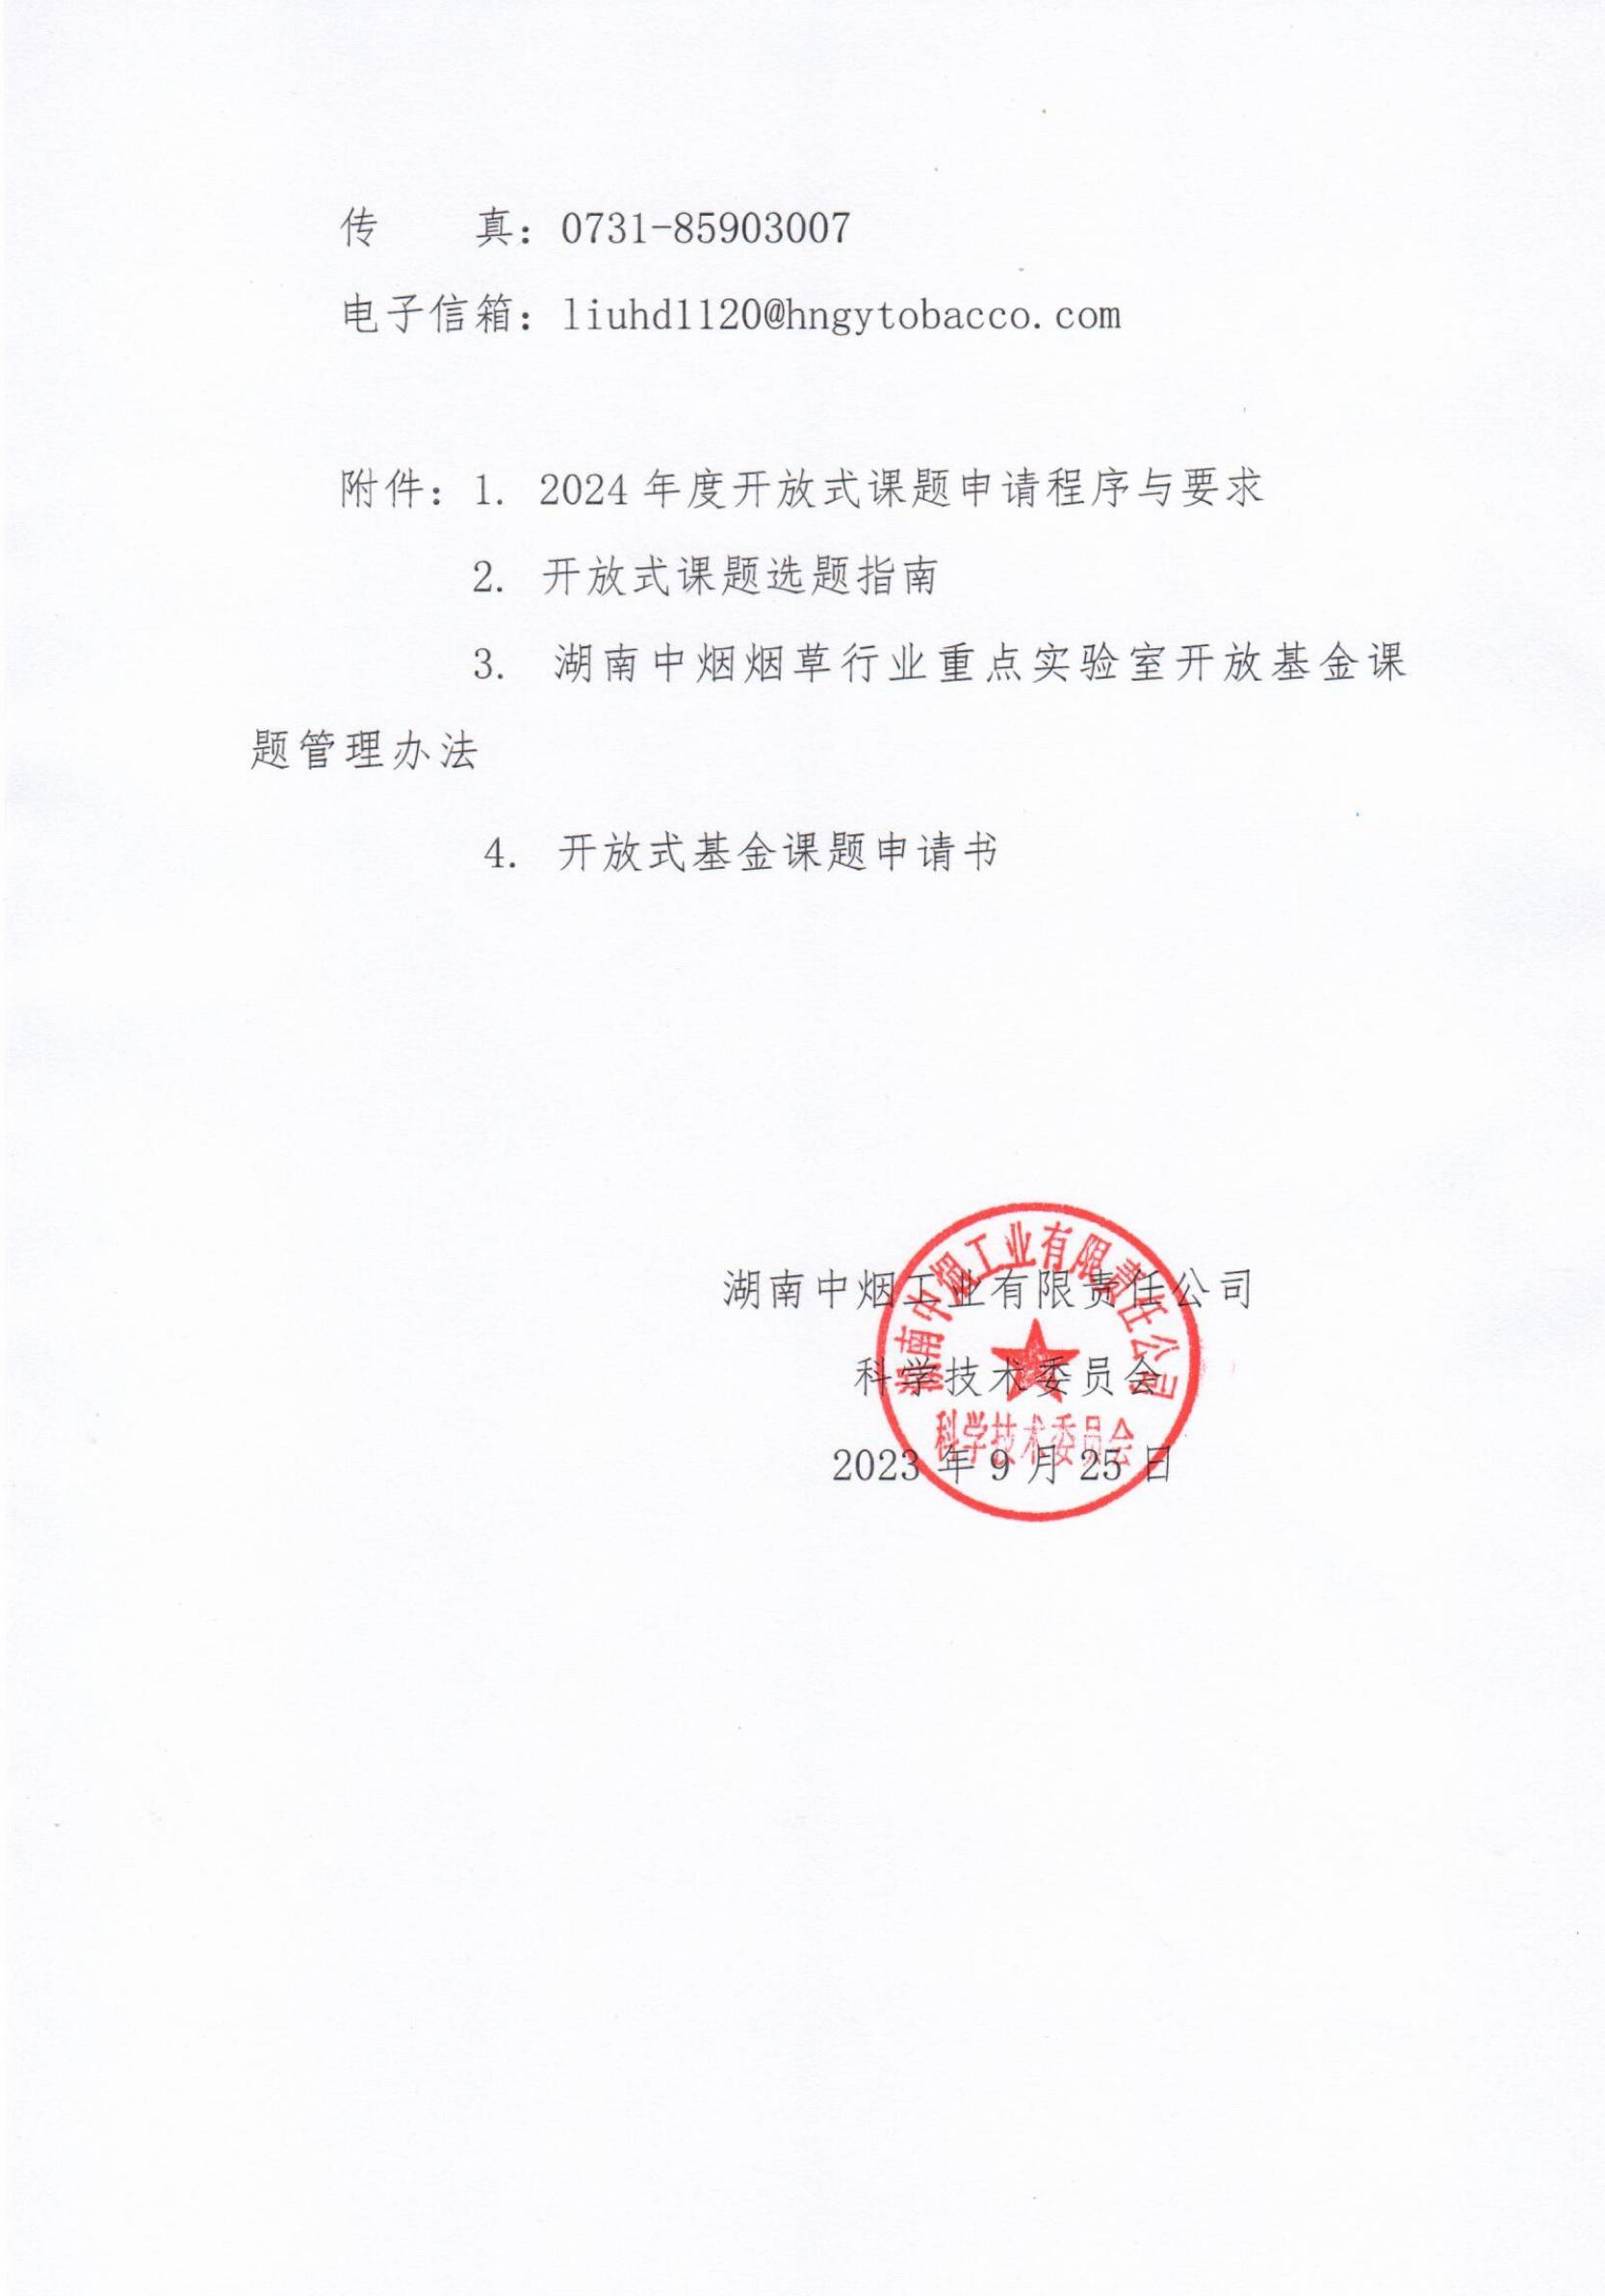 传 真：0731-85903007
电子信箱：liuhd1120@hngytobacco.com
附件：1. 2024年度开放式课题申请程序与要求
2. 开放式课题选题指南
3. 湖南中烟烟草行业重点实验室开放基金课
题管理办法
4. 开放式基金课题申请书
湖南中烟工业有限责任公司
科学技术委员会
2023年9月25日
湖南中烟工业有限责任公司
科学技术委员会